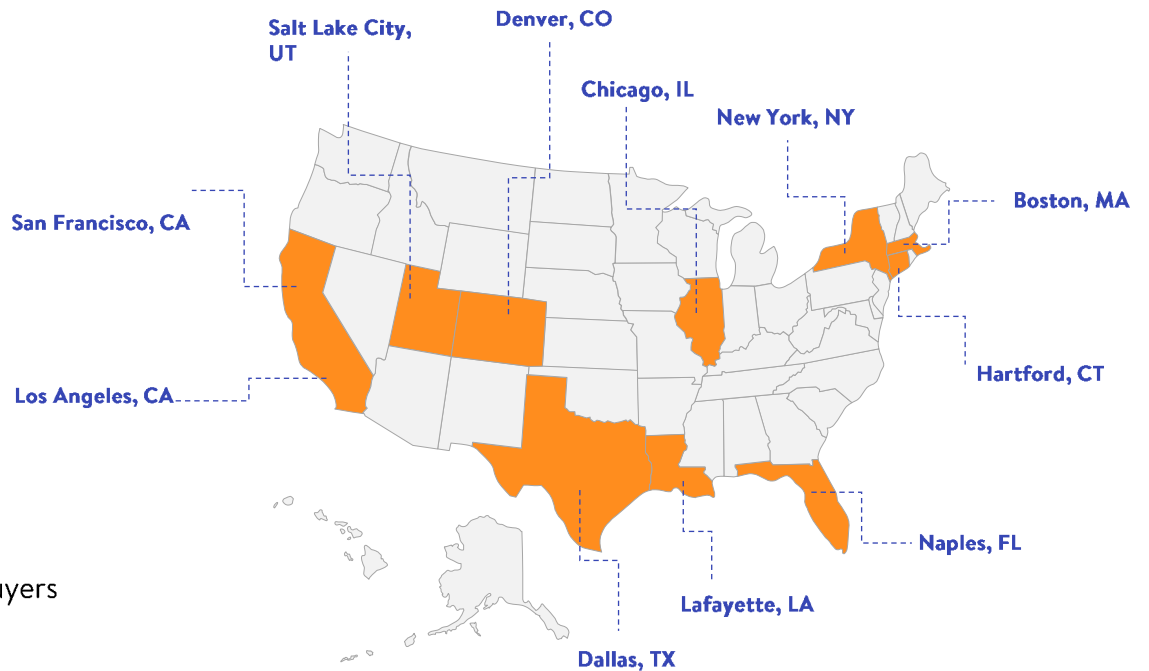 Denver, CO
Salt Lake City,
UT
Chicago, IL
New York, NY
Boston, MA
San Francisco, CA
Hartford, CT
Los Angeles, CA
Naples, FL
ayers
Lafayette, LA
Dallas, TX